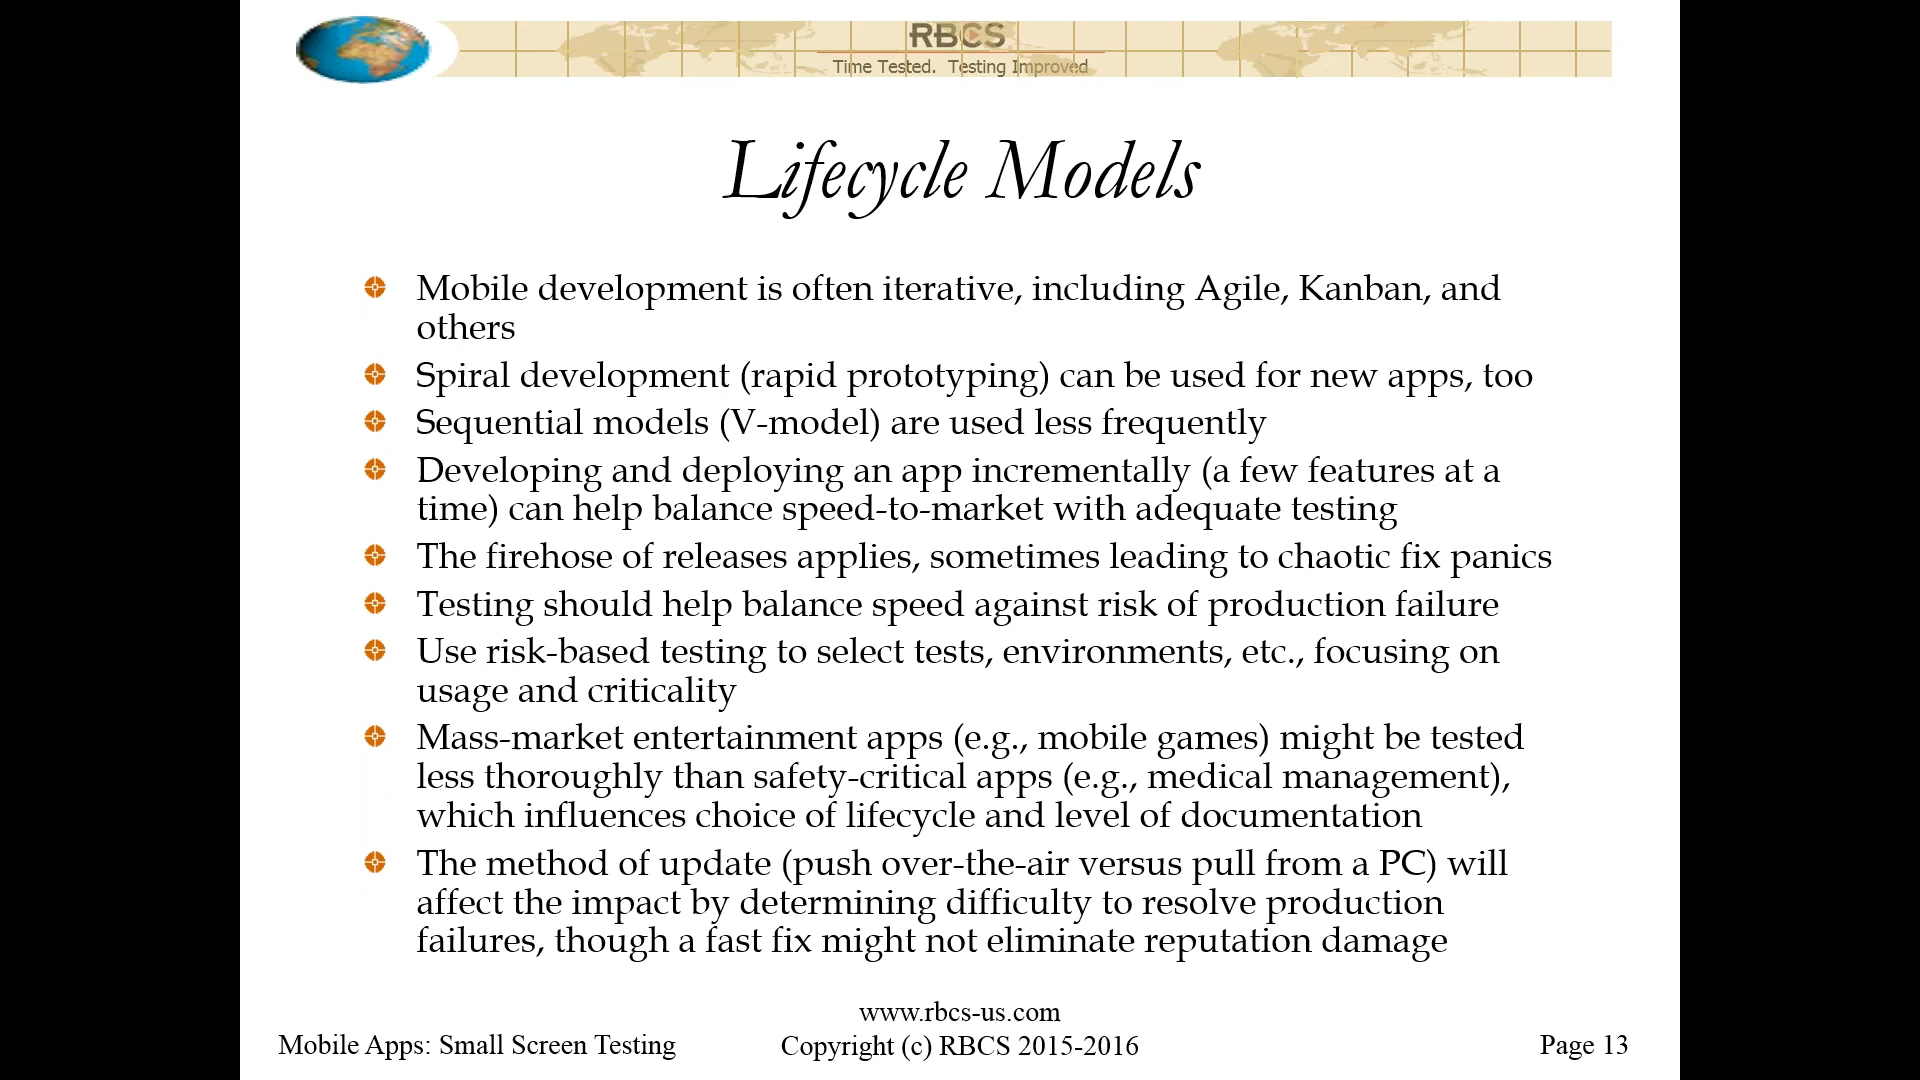 RBCS
Time Tested. Testing Improved
Lifecycle Models
Mobile development is often iterative, including Agile, Kanban, and
others
Spiral development (rapid prototyping) can be used for new apps, too
Sequential models (V-model) are used less frequently
Developing and deploying an app incrementally (a few features at a
time) can help balance speed-to-market with adequate testing
The firehose of releases applies, sometimes leading to chaotic fix panics
Testing should help balance speed against risk of production failure
Use risk-based testing to select tests, environments, etc., focusing on
usage and criticality
Mass-market entertainment apps (e.g., mobile games) might be tested
less thoroughly than safety-critical apps (e.g., medical management),
which influences choice of lifecycle and level of documentation
The method of update (push over-the-air versus pull from a PC) will
affect the impact by determining difficulty to resolve production
failures, though a fast fix might not eliminate reputation damage
www.rbcs-us.com
Mobile Apps: Small Screen Testing
Copyright (c) RBCS 2015-2016
Page 13